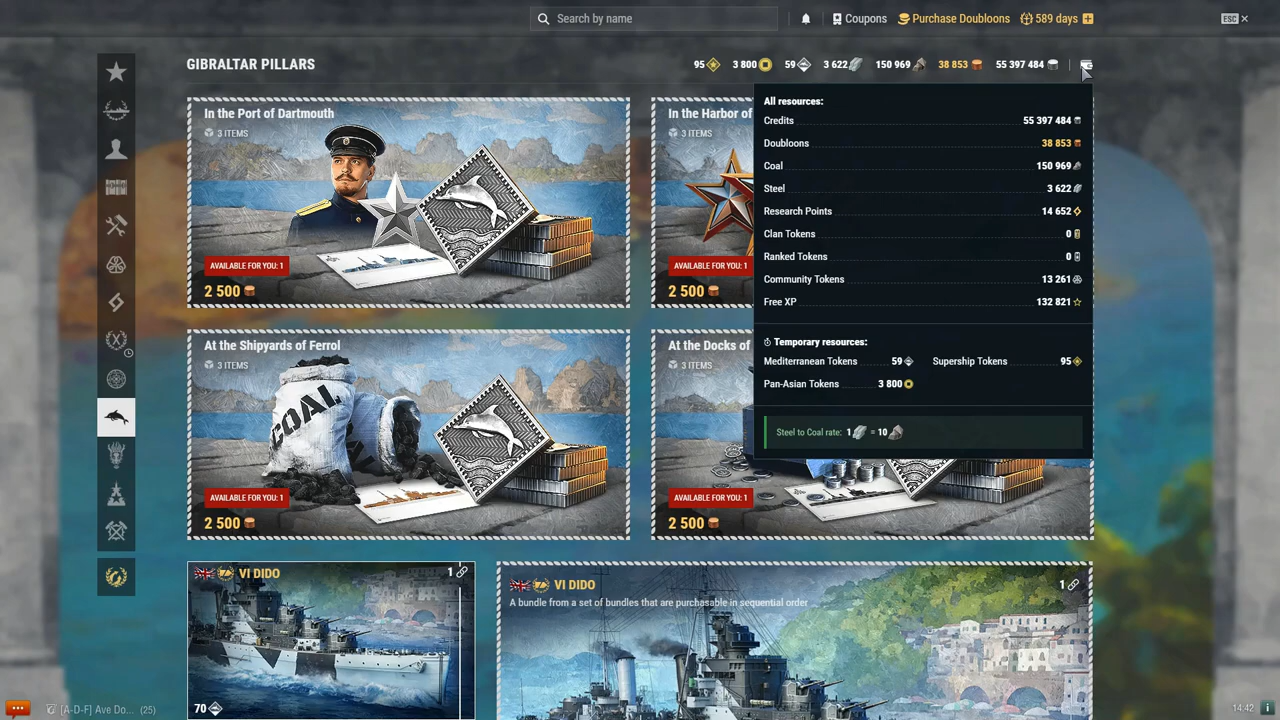 Search by name
Coupons
Purchase Doubloons
589 days
ESC
GIBRALTAR PILLARS
95
3 800
59
3 622
150 969
38 853
55 397 484
In the Port of Dartmouth
3 ITEMS
AVAILABLE FOR YOU: 1
2 500
In the Harbor of
3 ITEMS
AVAILABLE FOR YOU: 1
2 500
All resources:
Credits 55 397 484
Doubloons 38 853
Coal 150 969
Steel 3 622
Research Points 14 652
Clan Tokens 0
Ranked Tokens 0
Community Tokens 13 261
Free XP 132 821
Temporary resources:
Mediterranean Tokens 59
Supership Tokens 95
Pan-Asian Tokens 3 800
Steel to Coal rate: 1 = 10
At the Shipyards of Ferrol
3 ITEMS
COAL
AVAILABLE FOR YOU: 1
2 500
At the Docks of
3 ITEMS
AVAILABLE FOR YOU: 1
2 500
VI DIDO
1
70
VI DIDO
1
A bundle from a set of bundles that are purchasable in sequential order
[A-D-F] Ave Do... (25)
14:42